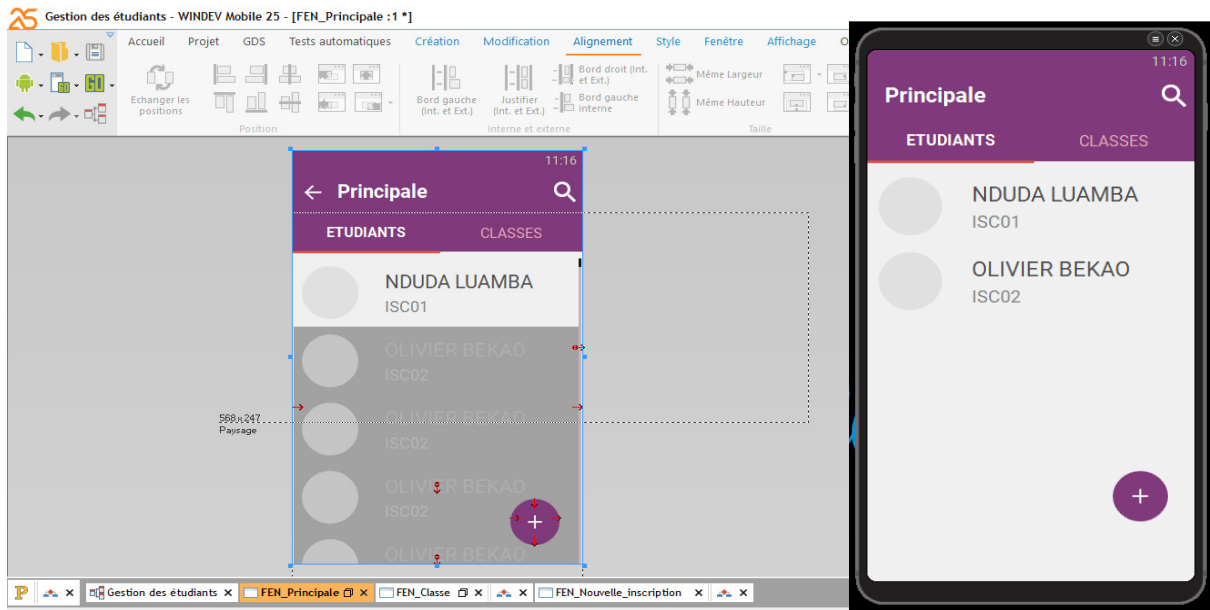 Gestion des étudiants - WINDEV Mobile 25 - [FEN_Principale :1 *]
Accueil Projet GDS Tests automatiques Création Modification Alignement Style Fenêtre Affichage O
Echanger les positions
Bord gauche (Int. et Ext.)
Justifier (Int. et Ext.)
Bord droit (Int. et Ext.)
Bord gauche interne
Même Largeur
Même Hauteur
Position
Interne et externe
Taille
11:16
Principale
ETUDIANTS CLASSES
NDUDA LUAMBA
ISC01
OLIVIER BEKAO
ISC02
OLIVIER BEKAO
ISC02
OLIVIER BEKAO
ISC02
OLIVIER BEKAO
+
568 x 247
Paysage
11:16
Principale
ETUDIANTS CLASSES
NDUDA LUAMBA
ISC01
OLIVIER BEKAO
ISC02
+
Gestion des étudiants FEN_Principale FEN_Classe FEN_Nouvelle_inscription